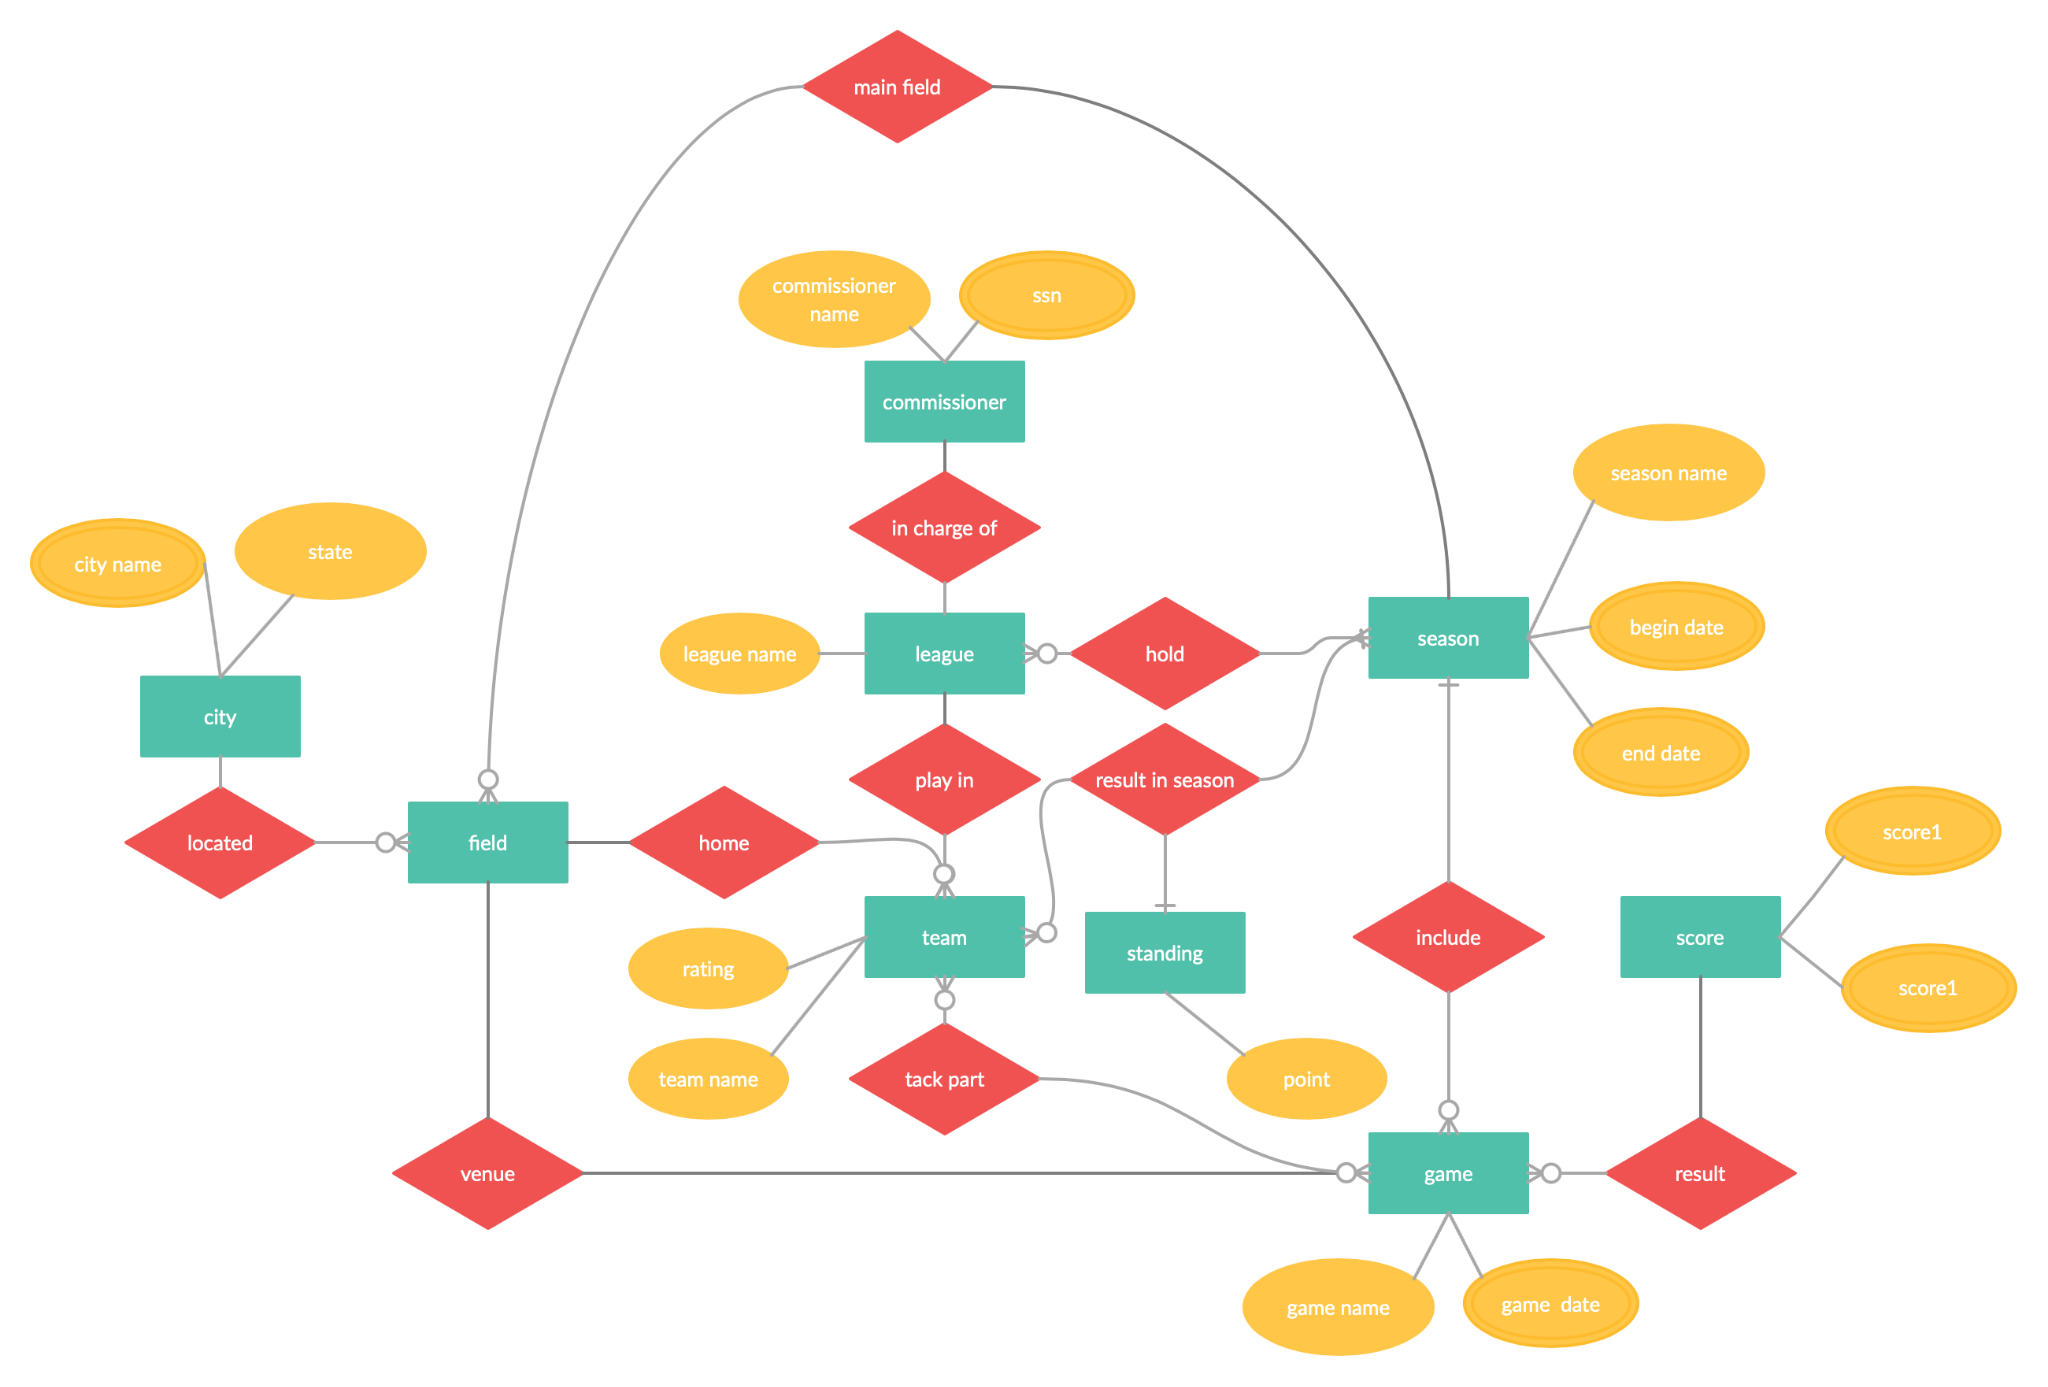 main field
commissioner
name
ssn
commissioner
season name
in charge of
city name
state
begin date
league name
league
hold
season
city
end date
play in
result in season
located
field
home
score1
team
standing
include
score
rating
score1
team name
tack part
point
venue
game
result
game name
game  date